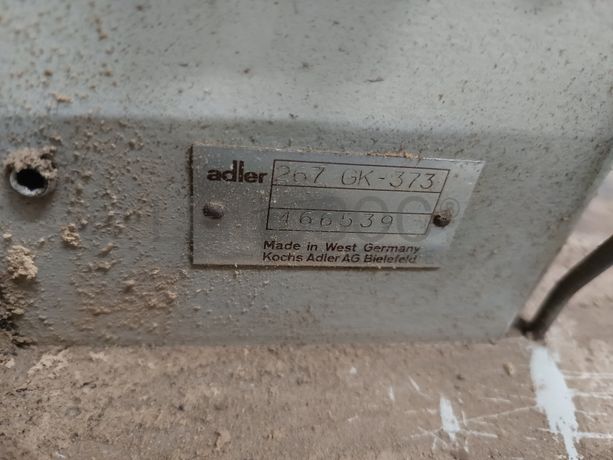 adler 267 GK-373
466539
Made in West Germany
Kochs Adler AG Bielefeld